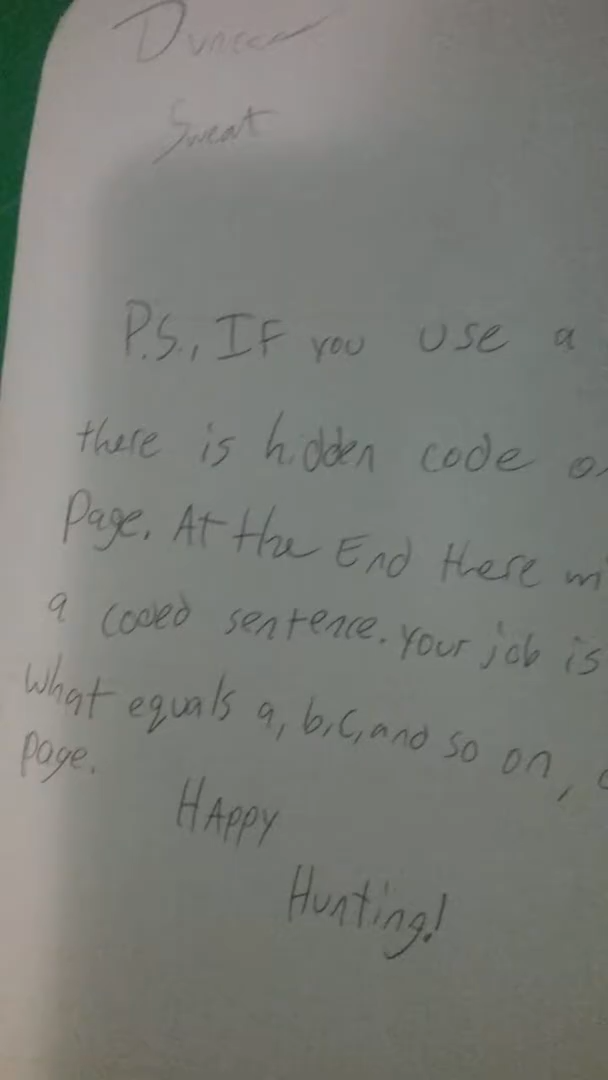 Duncan
Sweat
P.S., IF you use a
there is hidden code
Page. At the End there
a coded sentence. Your job is
what equals a, b, c, and so on,
page.
HAPPY
Hunting!